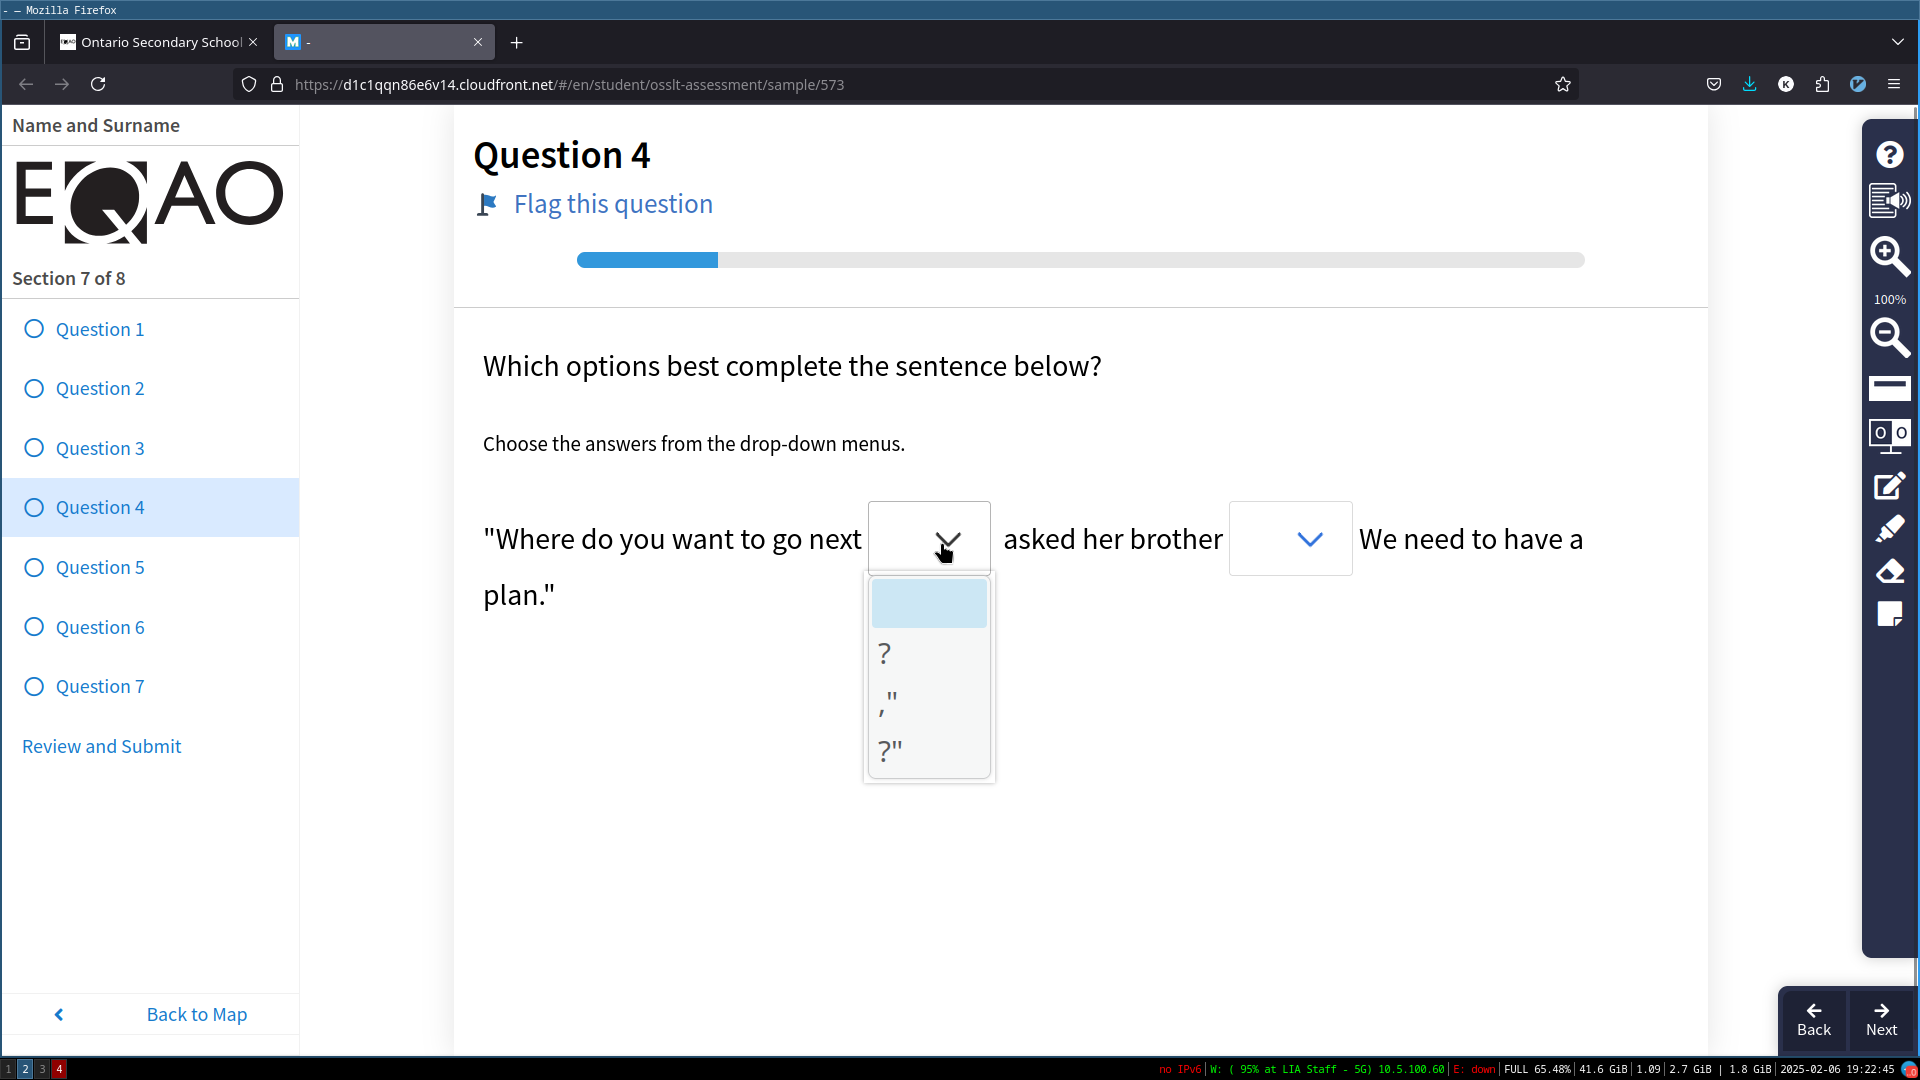 - — Mozilla Firefox
EQAO Ontario Secondary School
M -
https://d1c1qqn86e6v14.cloudfront.net/#/en/student/osslt-assessment/sample/573
K
Name and Surname
EQAO
Section 7 of 8
Question 1
Question 2
Question 3
Question 4
Question 5
Question 6
Question 7
Review and Submit
Back to Map
Question 4
Flag this question
Which options best complete the sentence below?
Choose the answers from the drop-down menus.
"Where do you want to go next asked her brother We need to have a
plan."
?
,"
?"
?
100%
Back
Next
1 2 3 4
no IPv6|W: ( 95% at LIA Staff - 5G) 10.5.100.60|E: down|FULL 65.48%|41.6 GiB|1.09|2.7 GiB | 1.8 GiB|2025-02-06 19:22:45